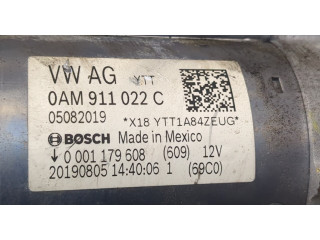 VW AG YTT
0AM 911 022 C
05082019 *X18 YTT1A84ZEUG*
BOSCH Made in Mexico
↓ 0 001 179 608 (609) 12V
20190805 14:40:06 1 (69C0)